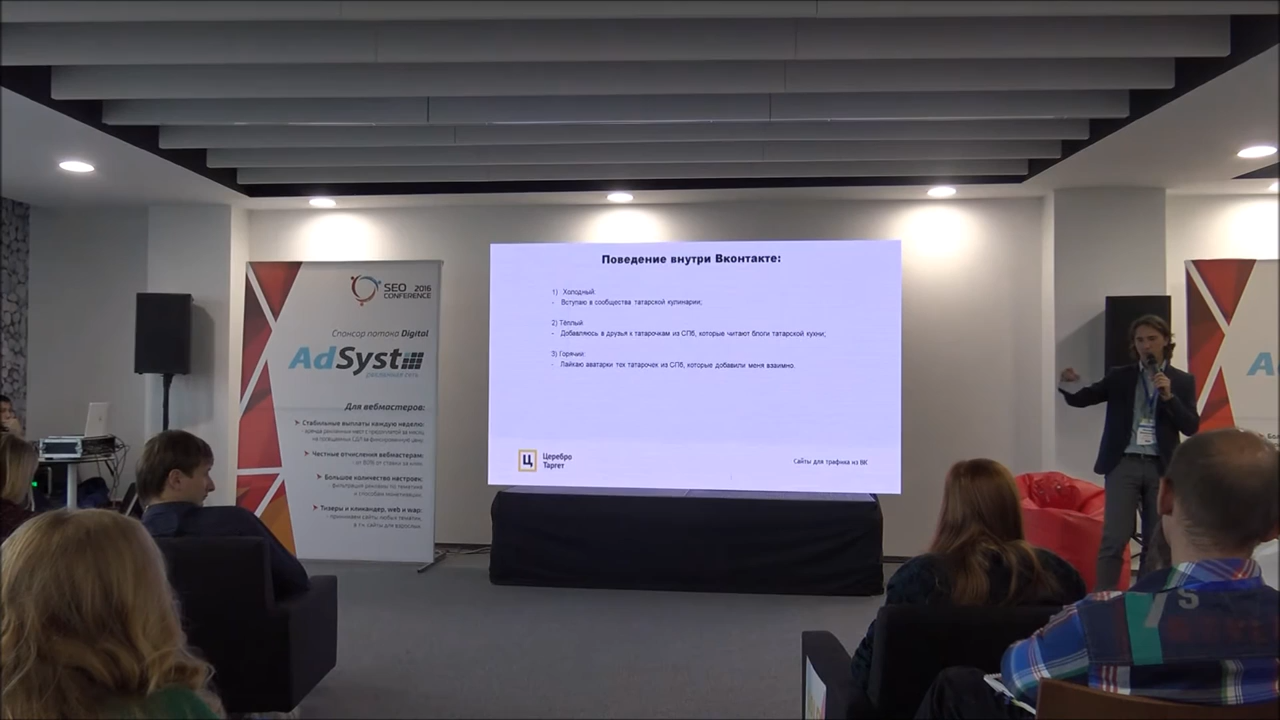 SEO 2016
CONFERENCE
Спонсор потока Digital
AdSyst
рекламная сеть
Для вебмастеров:
Стабильные выплаты каждую неделю:
Честные отчисления вебмастерам:
Большое количество настроек:
Тизеры и кликандер, web и wap:
Поведение внутри Вконтакте:
1) Холодный:
- Вступаю в сообщества татарской кулинарии;
2) Тёплый
- Добавляюсь в друзья к татарочкам из СПб, которые читают блоги татарской кухни;
3) Горячий:
- Лайкаю аватарки тех татарочек из СПб, которые добавили меня взаимно.
Ц Церебро
Таргет
Сайты для трафика из ВК